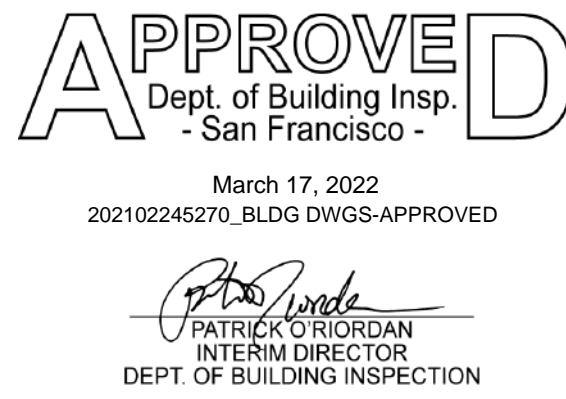 APPROVED
Dept. of Building Insp.
- San Francisco -
March 17, 2022
202102245270_BLDG DWGS-APPROVED
PATRICK O'RIORDAN
INTERIM DIRECTOR
DEPT. OF BUILDING INSPECTION